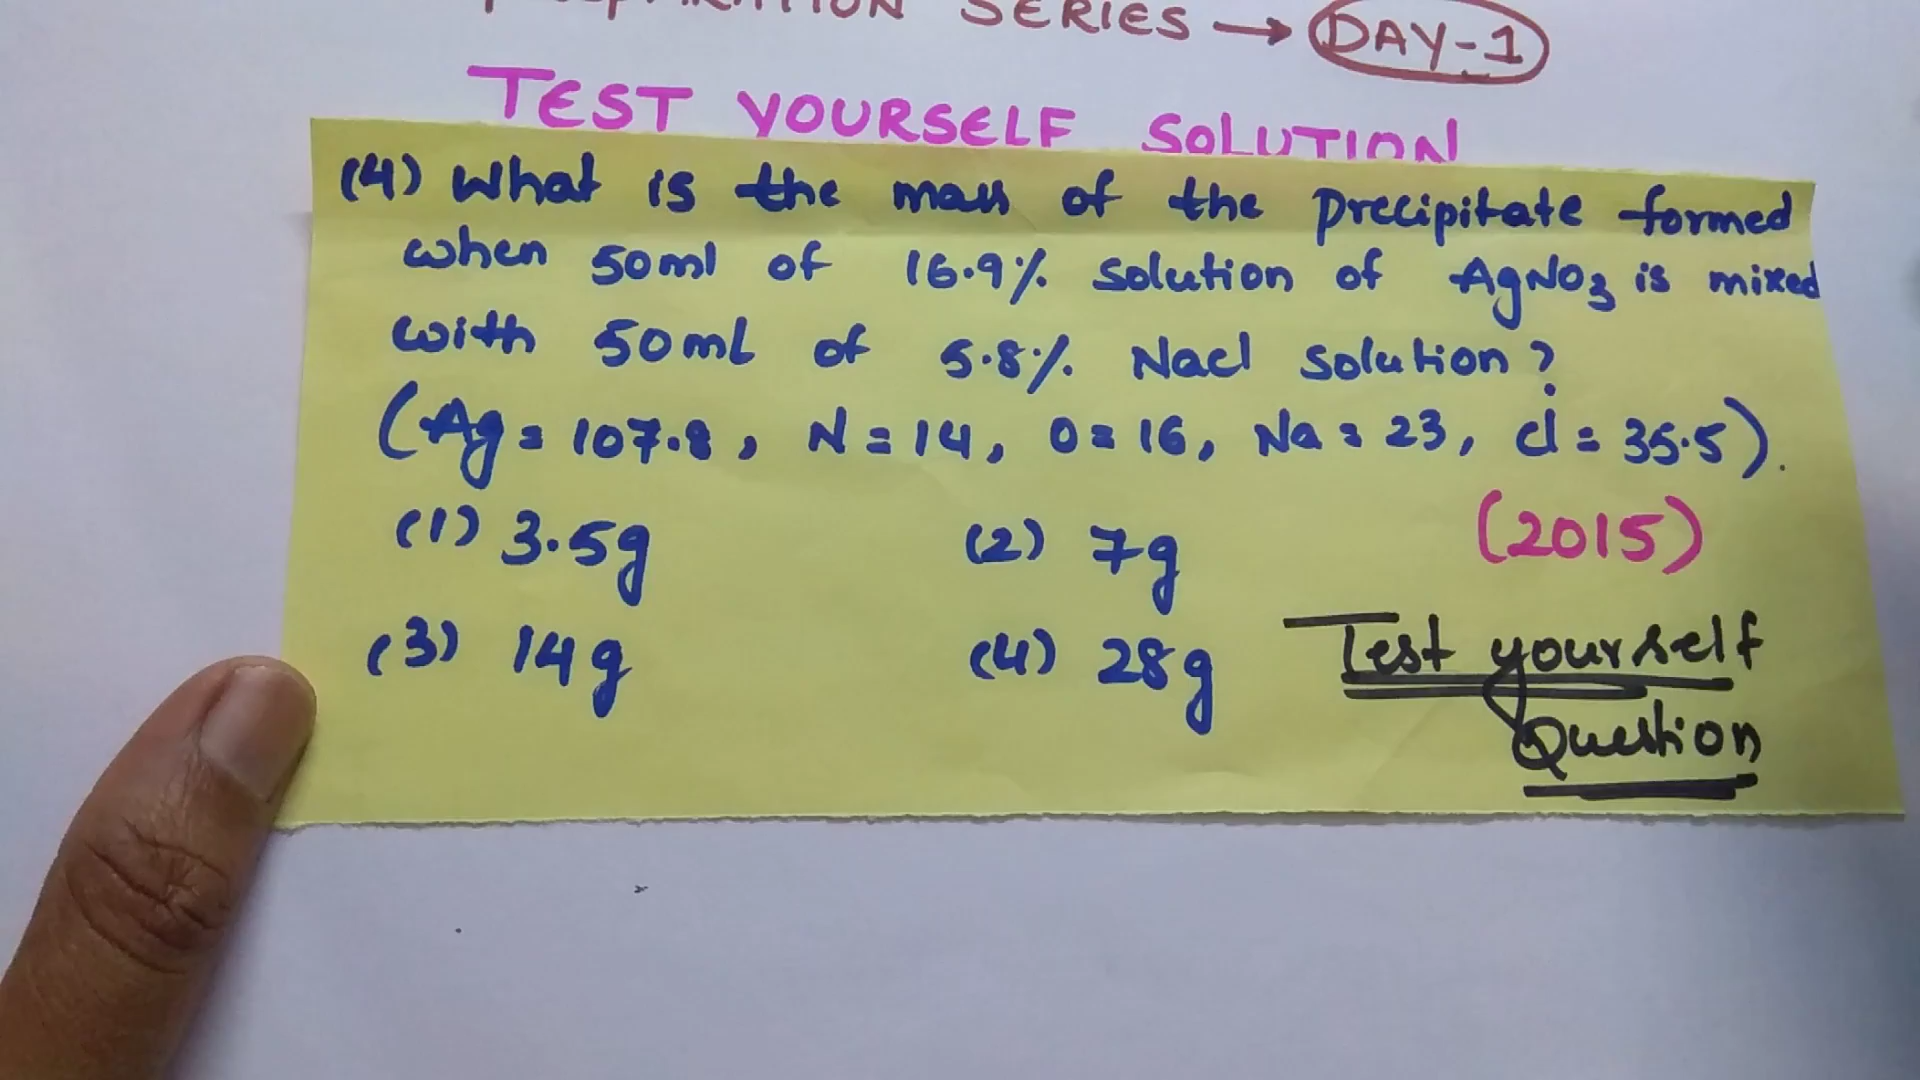 SERIES → DAY-1
TEST YOURSELF SOLUTION
(4) What is the mass of the precipitate formed
when 50ml of 16.9% solution of AgNO3 is mixed
with 50mL of 5.8% Nacl solution?
(Ag = 107.8, N = 14, O = 16, Na = 23, Cl = 35.5).
(1) 3.5g (2) 7g (2015)
(3) 14g (4) 28g Test yourself
Question